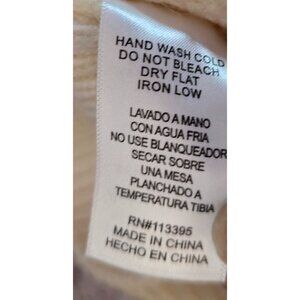 HAND WASH COLD
DO NOT BLEACH
DRY FLAT
IRON LOW
LAVADO A MANO
CON AGUA FRIA
NO USE BLANQUEADOR
SECAR SOBRE
UNA MESA
PLANCHADO A
TEMPERATURA TIBIA
RN#113395
MADE IN CHINA
HECHO EN CHINA